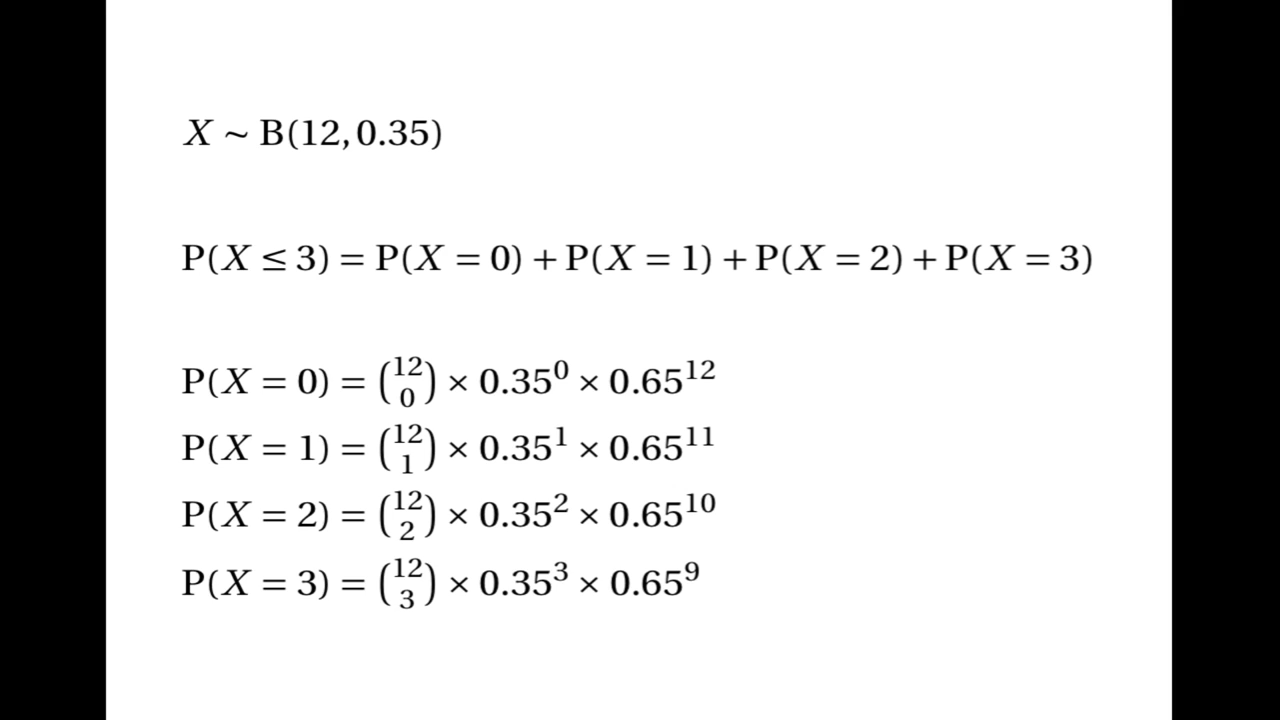 X ~ B(12, 0.35)
P(X ≤ 3) = P(X = 0) + P(X = 1) + P(X = 2) + P(X = 3)
P(X = 0) = (12 0) × 0.35⁰ × 0.65¹²
P(X = 1) = (12 1) × 0.35¹ × 0.65¹¹
P(X = 2) = (12 2) × 0.35² × 0.65¹⁰
P(X = 3) = (12 3) × 0.35³ × 0.65⁹